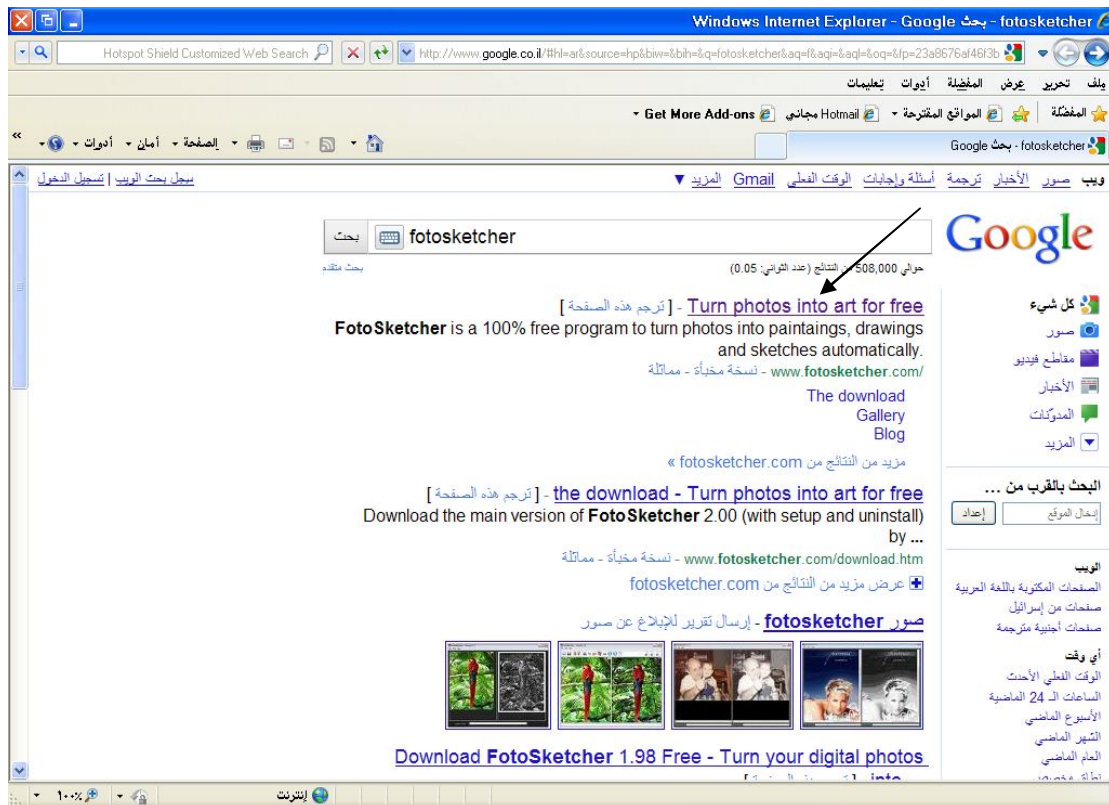 Windows Internet Explorer - Google بحث - fotosketcher
http://www.google.co.il/#hl=ar&source=hp&biw=&bih=&q=fotosketcher&aq=f&aqi=&aql=&oq=&fp=23a8676af46f3b
Hotspot Shield Customized Web Search
ملف تحرير عرض المفضلة أدوات تعليمات
المفضلة المواقع المقترحة Hotmail مجاني Get More Add-ons
fotosketcher - بحث Google
الصفحة أمان أدوات »
ويب صور الأخبار ترجمة أسئلة وإجابات الوقت الفعلي Gmail المزيد ▼
سجل بحث الويب | تسجيل الدخول
Google
fotosketcher
بحث
حوالي 508,000 من النتائج (عدد الثواني: 0.05)
بحث متقدم
كل شيء
صور
مقاطع فيديو
الأخبار
المدوّنات
المزيد
البحث بالقرب من ...
إدخال الموقع
إعداد
الويب
الصفحات المكتوبة باللغة العربية
صفحات من إسرائيل
صفحات أجنبية مترجمة
أي وقت
الوقت الفعلي الأحدث
الساعات الـ 24 الماضية
الأسبوع الماضي
الشهر الماضي
العام الماضي
نطاق مخصص
Turn photos into art for free - [ ترجم هذه الصفحة ]
FotoSketcher is a 100% free program to turn photos into paintaings, drawings
and sketches automatically.
www.fotosketcher.com/ - نسخة مخبأة - مماثلة
The download
Gallery
Blog
مزيد من النتائج من fotosketcher.com »
the download - Turn photos into art for free - [ ترجم هذه الصفحة ]
Download the main version of FotoSketcher 2.00 (with setup and uninstall)
by ...
www.fotosketcher.com/download.htm - نسخة مخبأة - مماثلة
عرض مزيد من النتائج من fotosketcher.com
صور fotosketcher - إرسال تقرير للإبلاغ عن صور
Download FotoSketcher 1.98 Free - Turn your digital photos
into ... [ ترجم هذه الصفحة ]
إنترنت
١٠٠%